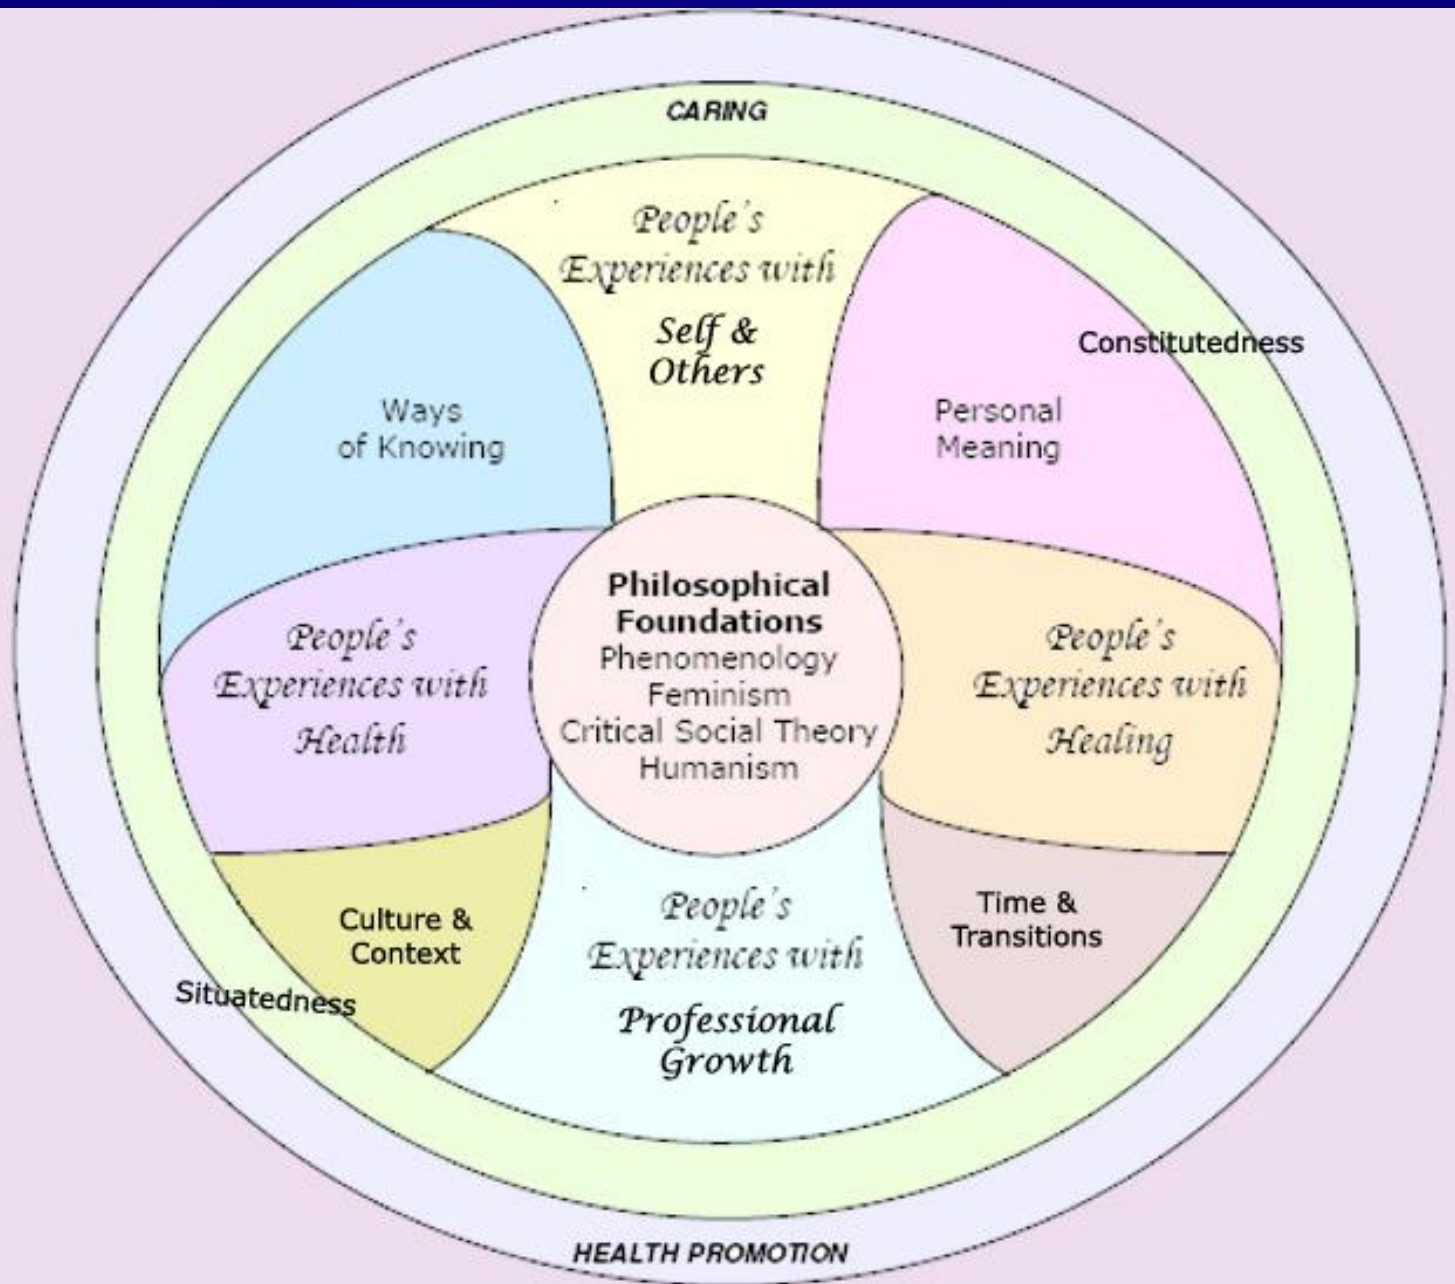 CARING
People´s
Experiences with
Self &
Others
Constitutedness
Ways
of Knowing
Personal
Meaning
Philosophical
Foundations
Phenomenology
Feminism
Critical Social Theory
Humanism
People´s
Experiences with
Health
People´s
Experiences with
Healing
Culture &
Context
Time &
Transitions
Situatedness
People´s
Experiences with
Professional
Growth
HEALTH PROMOTION